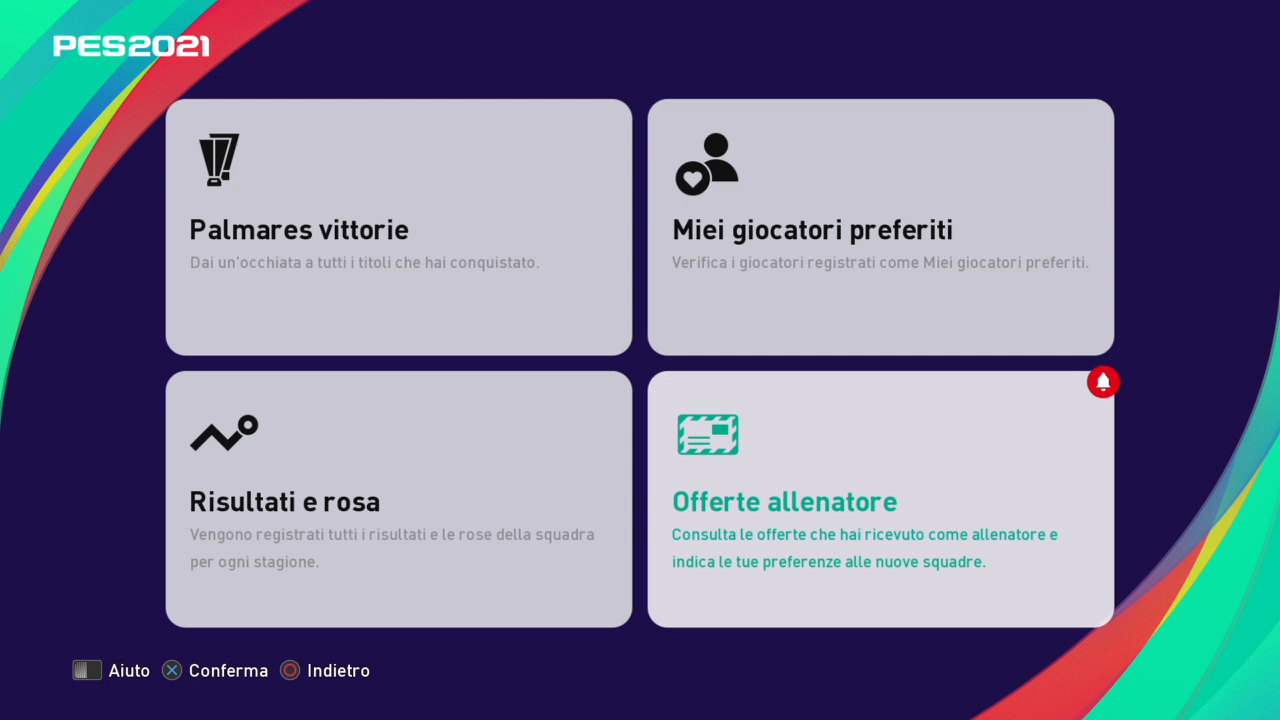 PES2021
Palmares vittorie
Dai un'occhiata a tutti i titoli che hai conquistato.
Miei giocatori preferiti
Verifica i giocatori registrati come Miei giocatori preferiti.
Risultati e rosa
Vengono registrati tutti i risultati e le rose della squadra
per ogni stagione.
Offerte allenatore
Consulta le offerte che hai ricevuto come allenatore e
indica le tue preferenze alle nuove squadre.
Aiuto Conferma Indietro